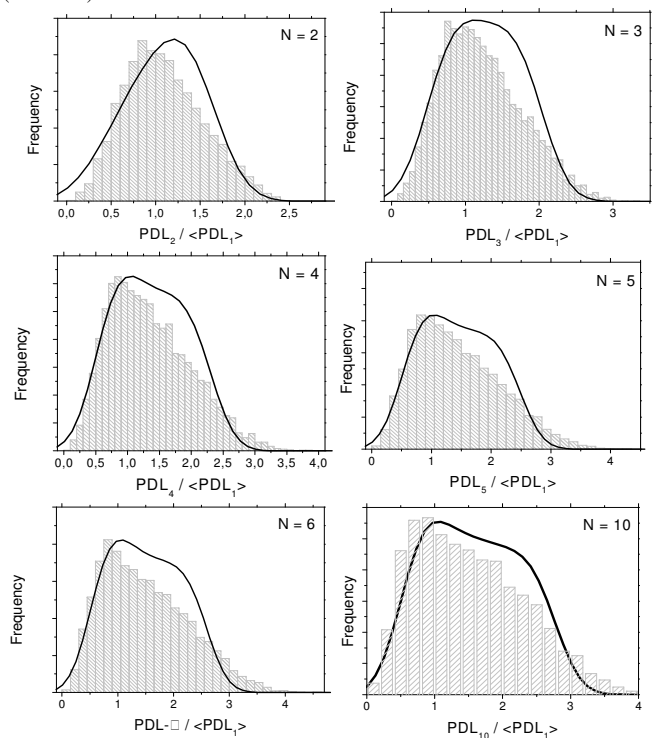 N = 2
Frequency
0,0 0,5 1,0 1,5 2,0 2,5
PDL₂ / <PDL₁>
N = 3
Frequency
0 1 2 3
PDL₃ / <PDL₁>
N = 4
Frequency
0,0 0,5 1,0 1,5 2,0 2,5 3,0 3,5 4,0
PDL₄ / <PDL₁>
N = 5
Frequency
0 1 2 3 4
PDL₅ / <PDL₁>
N = 6
Frequency
0 1 2 3 4
PDL-□ / <PDL₁>
N = 10
Frequency
0 1 2 3 4
PDL₁₀ / <PDL₁>